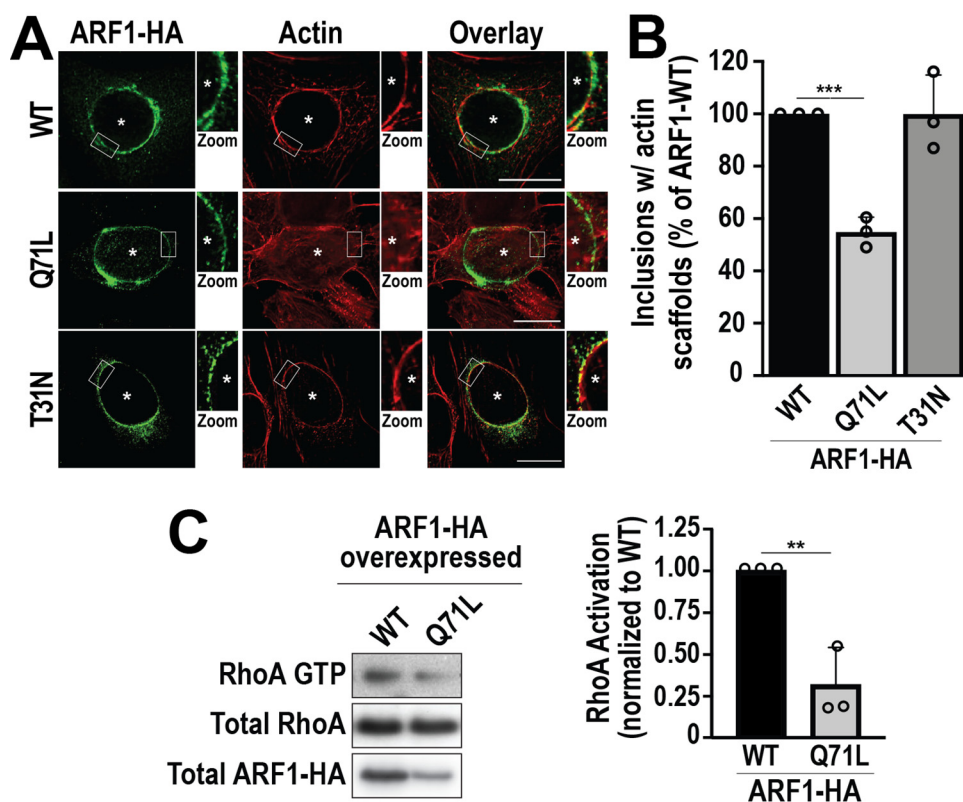 A
ARF1-HA Actin Overlay
WT
* * * * * *
Zoom Zoom Zoom
Q71L
* * * * * *
Zoom Zoom Zoom
T31N
* * * * * *
Zoom Zoom Zoom
B
Inclusions w/ actin
scaffolds (% of ARF1-WT)
120
100
80
60
40
20
0
***
WT Q71L T31N
ARF1-HA
C
ARF1-HA
overexpressed
WT Q71L
RhoA GTP
Total RhoA
Total ARF1-HA
RhoA Activation
(normalized to WT)
1.25
1.00
0.75
0.50
0.25
0
**
WT Q71L
ARF1-HA